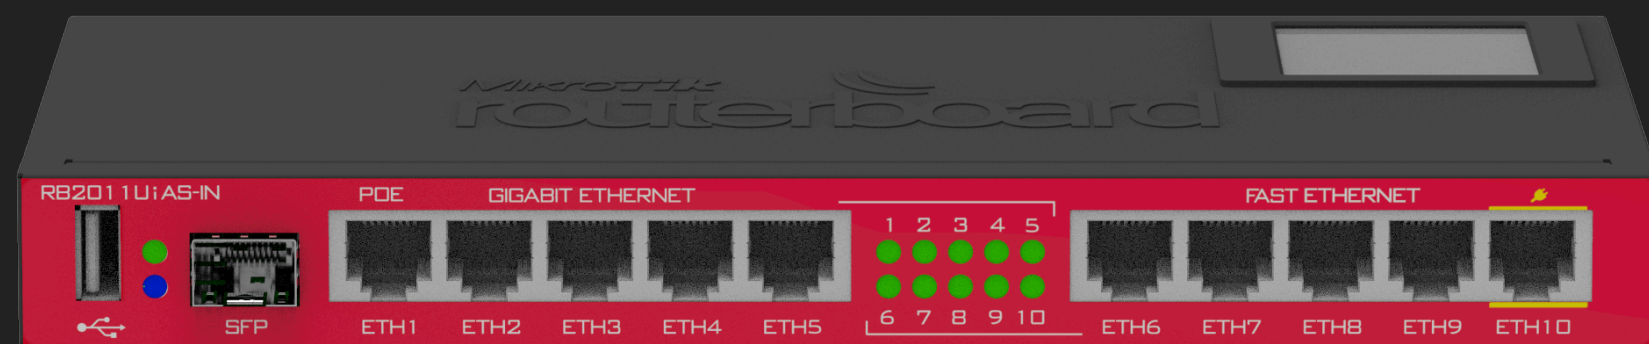 MikroTik
routerboard
RB2011UiAS-IN
POE
GIGABIT ETHERNET
FAST ETHERNET
1 2 3 4 5
6 7 8 9 10
SFP
ETH1 ETH2 ETH3 ETH4 ETH5
ETH6 ETH7 ETH8 ETH9 ETH10